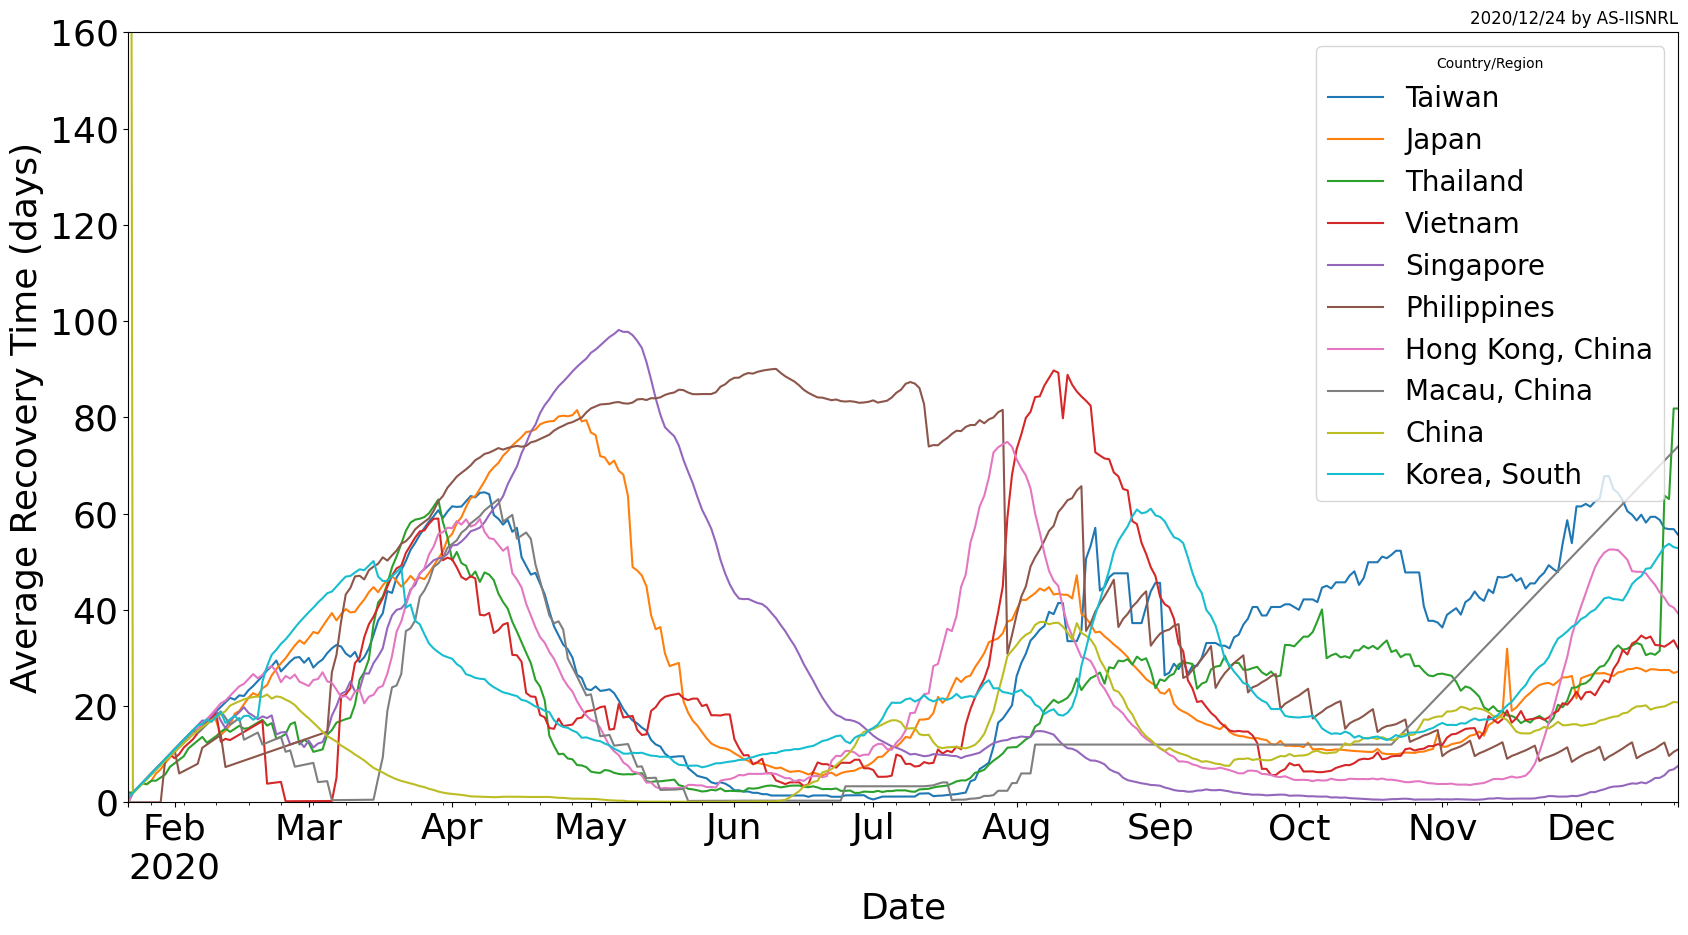 2020/12/24 by AS-IISNRL
Average Recovery Time (days)
160
140
120
100
80
60
40
20
0
Country/Region
Taiwan
Japan
Thailand
Vietnam
Singapore
Philippines
Hong Kong, China
Macau, China
China
Korea, South
Feb Mar Apr May Jun Jul Aug Sep Oct Nov Dec
2020
Date